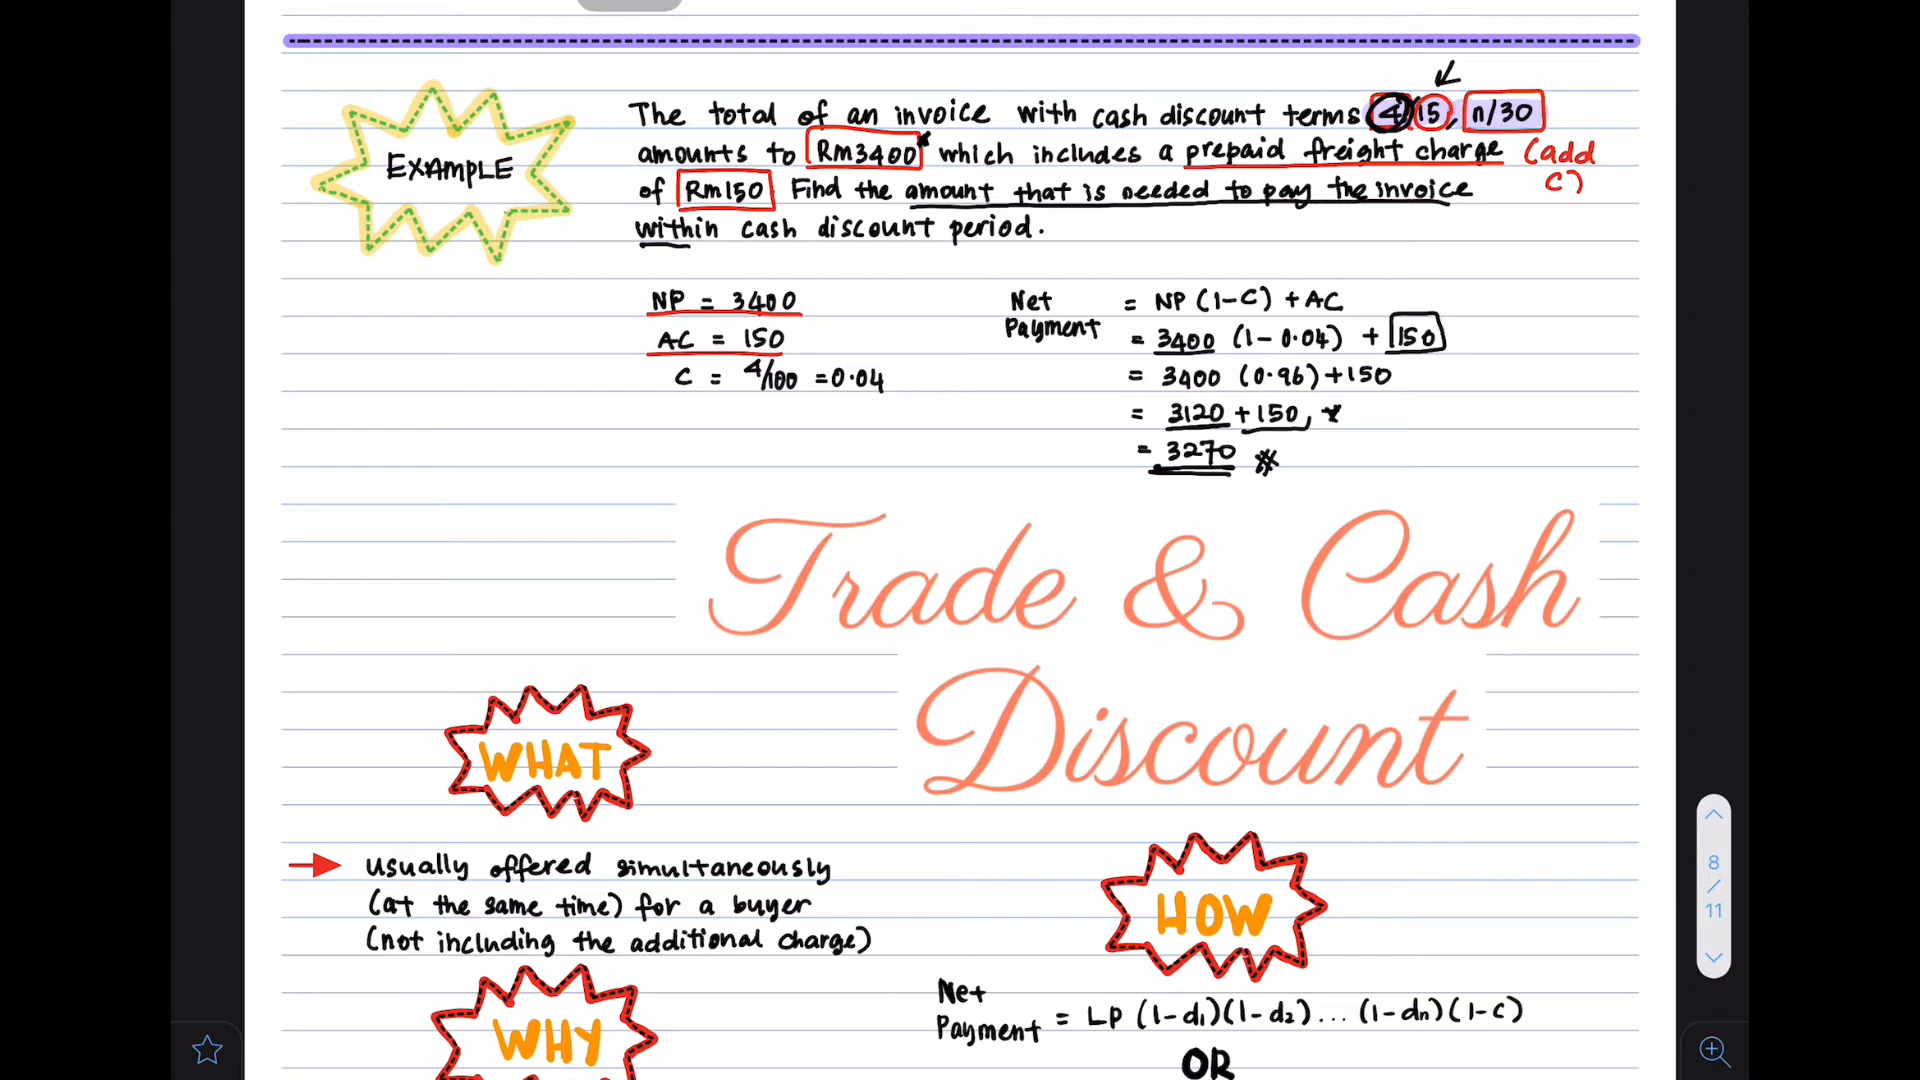 The total of an invoice with cash discount terms 4/15, n/30
EXAMPLE
amounts to Rm3400 which includes a prepaid freight charge (add
of Rm150 Find the amount that is needed to pay the invoice C)
within cash discount period.
NP = 3400
AC = 150
C = 4/100 = 0.04
Net Payment = NP (1-C) + AC
= 3400 (1-0.04) + 150
= 3400 (0.96) + 150
= 3120 + 150,
= 3270 #
Trade & Cash
Discount
WHAT
usually offered simultaneously
(at the same time) for a buyer
(not including the additional charge)
HOW
WHY
Net Payment = LP (1-d1)(1-d2)... (1-dn)(1-c)
OR
8
/
11